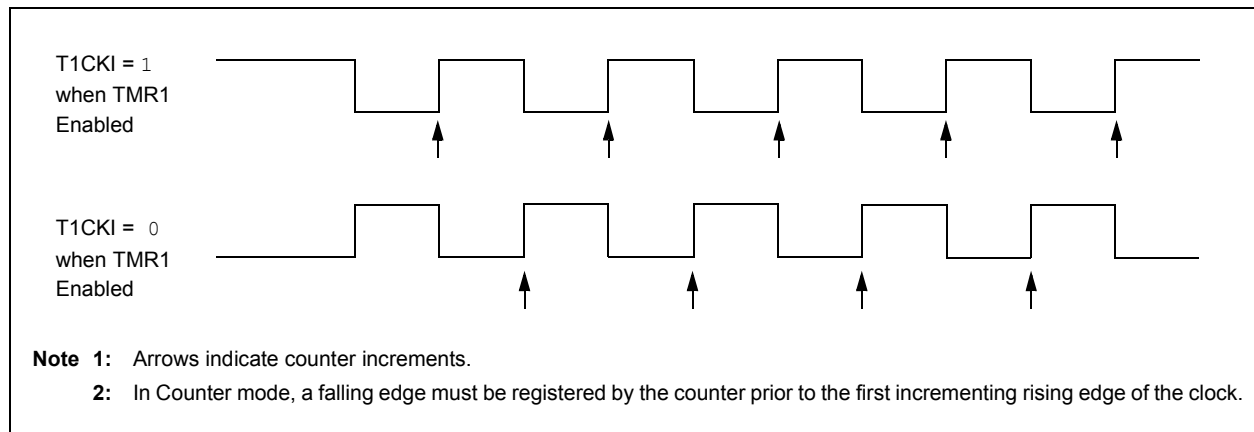 T1CKI = 1
when TMR1
Enabled
T1CKI = 0
when TMR1
Enabled
Note 1: Arrows indicate counter increments.
2: In Counter mode, a falling edge must be registered by the counter prior to the first incrementing rising edge of the clock.